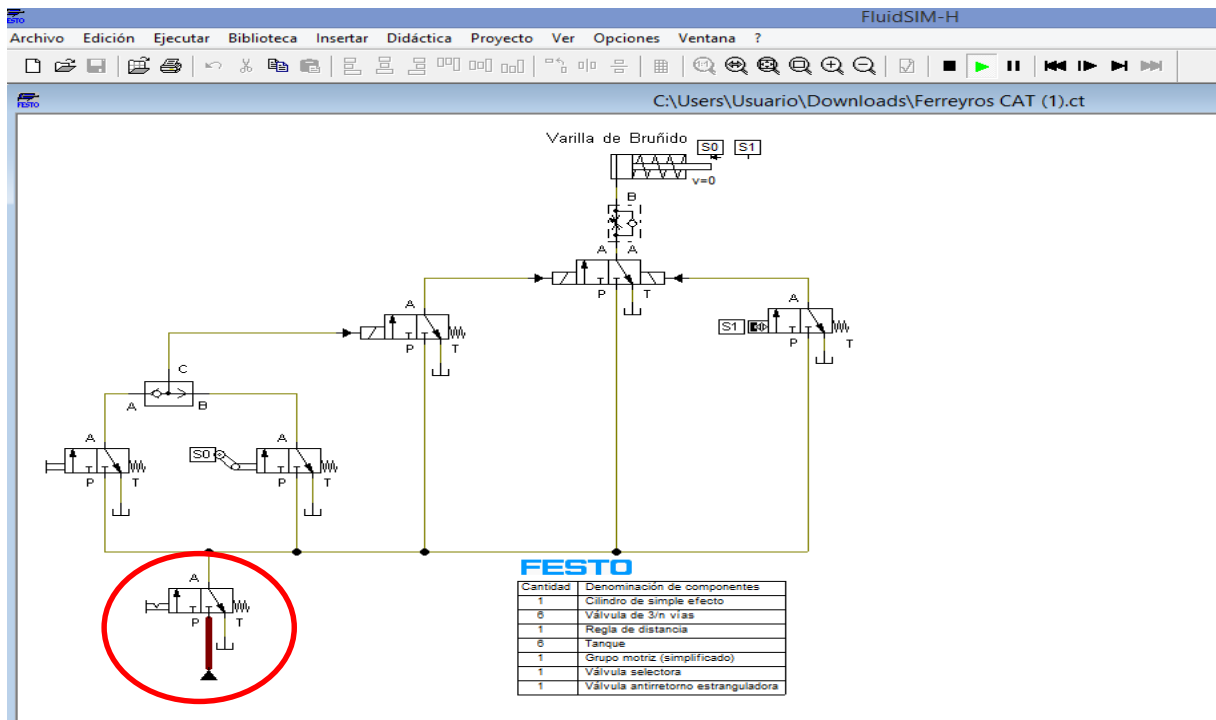 FESTO
FluidSIM-H
Archivo Edición Ejecutar Biblioteca Insertar Didáctica Proyecto Ver Opciones Ventana ?
FESTO
C:\Users\Usuario\Downloads\Ferreyros CAT (1).ct
Varilla de Bruñido
S0 S1
v=0
B
A A
P T
A
P T
S1
A
P T
C
A B
A
P T
S0
A
P T
A
P T
FESTO
Cantidad Denominación de componentes
1 Cilindro de simple efecto
6 Válvula de 3/n vías
1 Regla de distancia
6 Tanque
1 Grupo motriz (simplificado)
1 Válvula selectora
1 Válvula antirretorno estranguladora